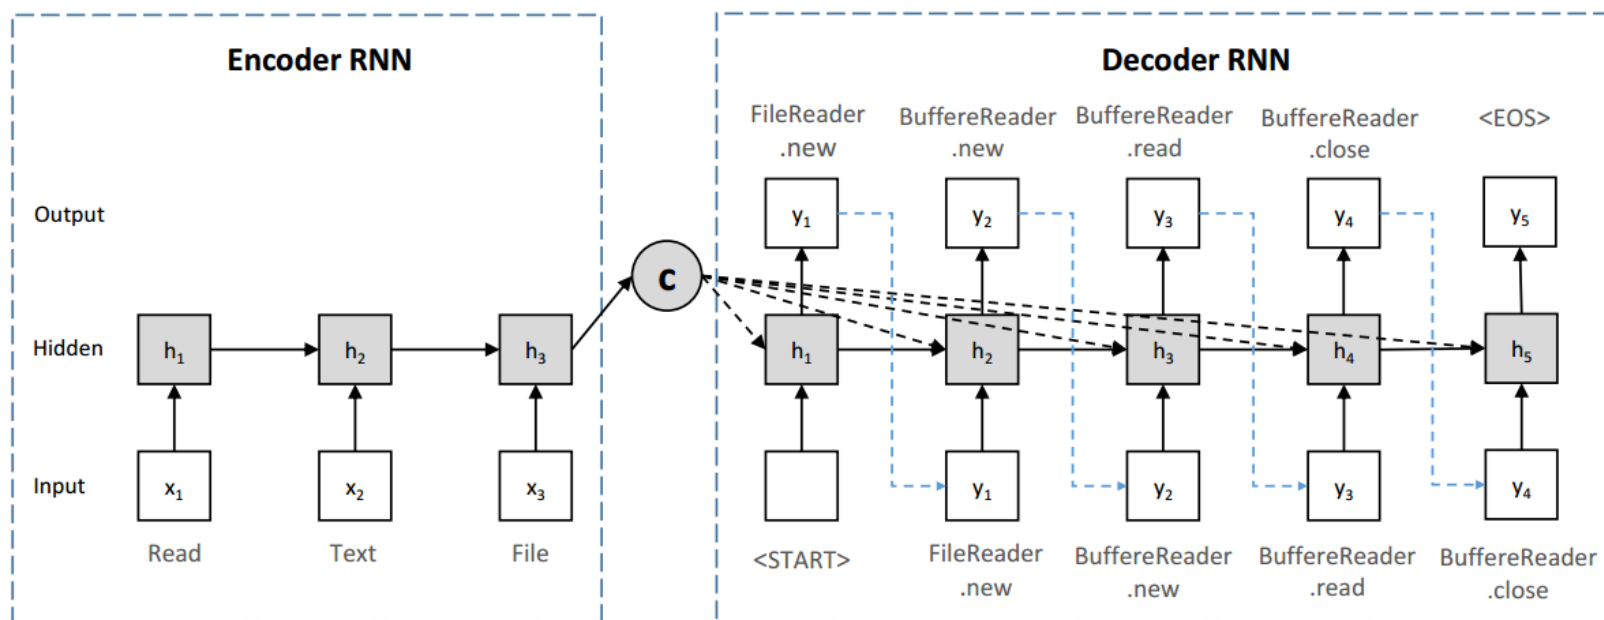 Encoder RNN
Decoder RNN
FileReader
.new
BuffereReader
.new
BuffereReader
.read
BuffereReader
.close
<EOS>
Output
y1
y2
y3
y4
y5
c
Hidden
h1
h2
h3
h1
h2
h3
h4
h5
Input
x1
x2
x3
y1
y2
y3
y4
Read
Text
File
<START>
FileReader
.new
BuffereReader
.new
BuffereReader
.read
BuffereReader
.close